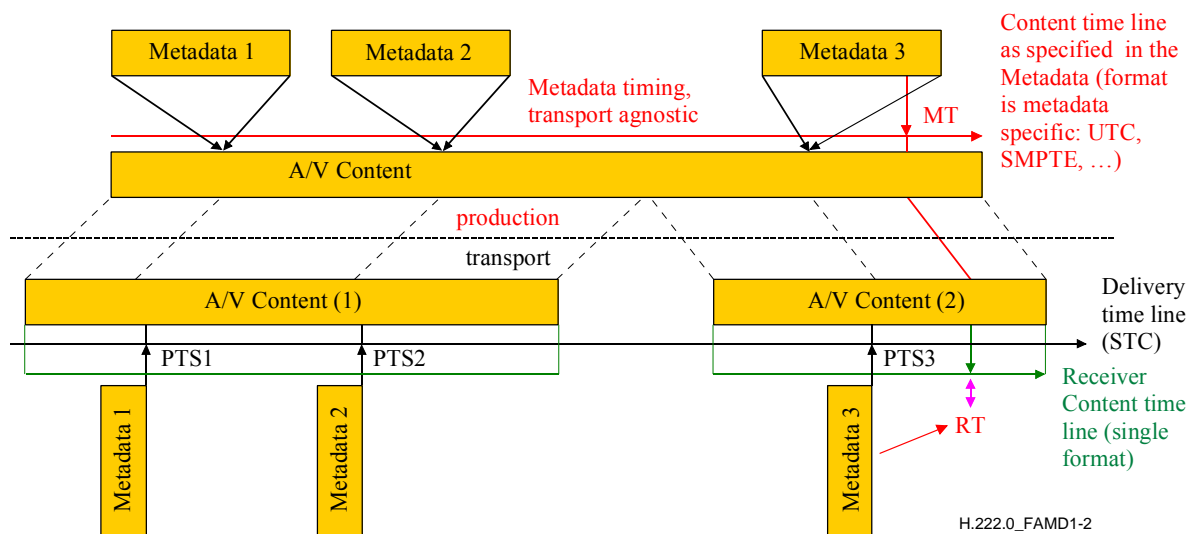 Metadata 1
Metadata 2
Metadata 3
Content time line
as specified in the
Metadata (format
is metadata
specific: UTC,
SMPTE, …)
Metadata timing,
transport agnostic
MT
A/V Content
production
transport
A/V Content (1)
A/V Content (2)
Delivery
time line
(STC)
PTS1
PTS2
PTS3
Receiver
Content time
line (single
format)
Metadata 1
Metadata 2
Metadata 3
RT
H.222.0_FAMD1-2